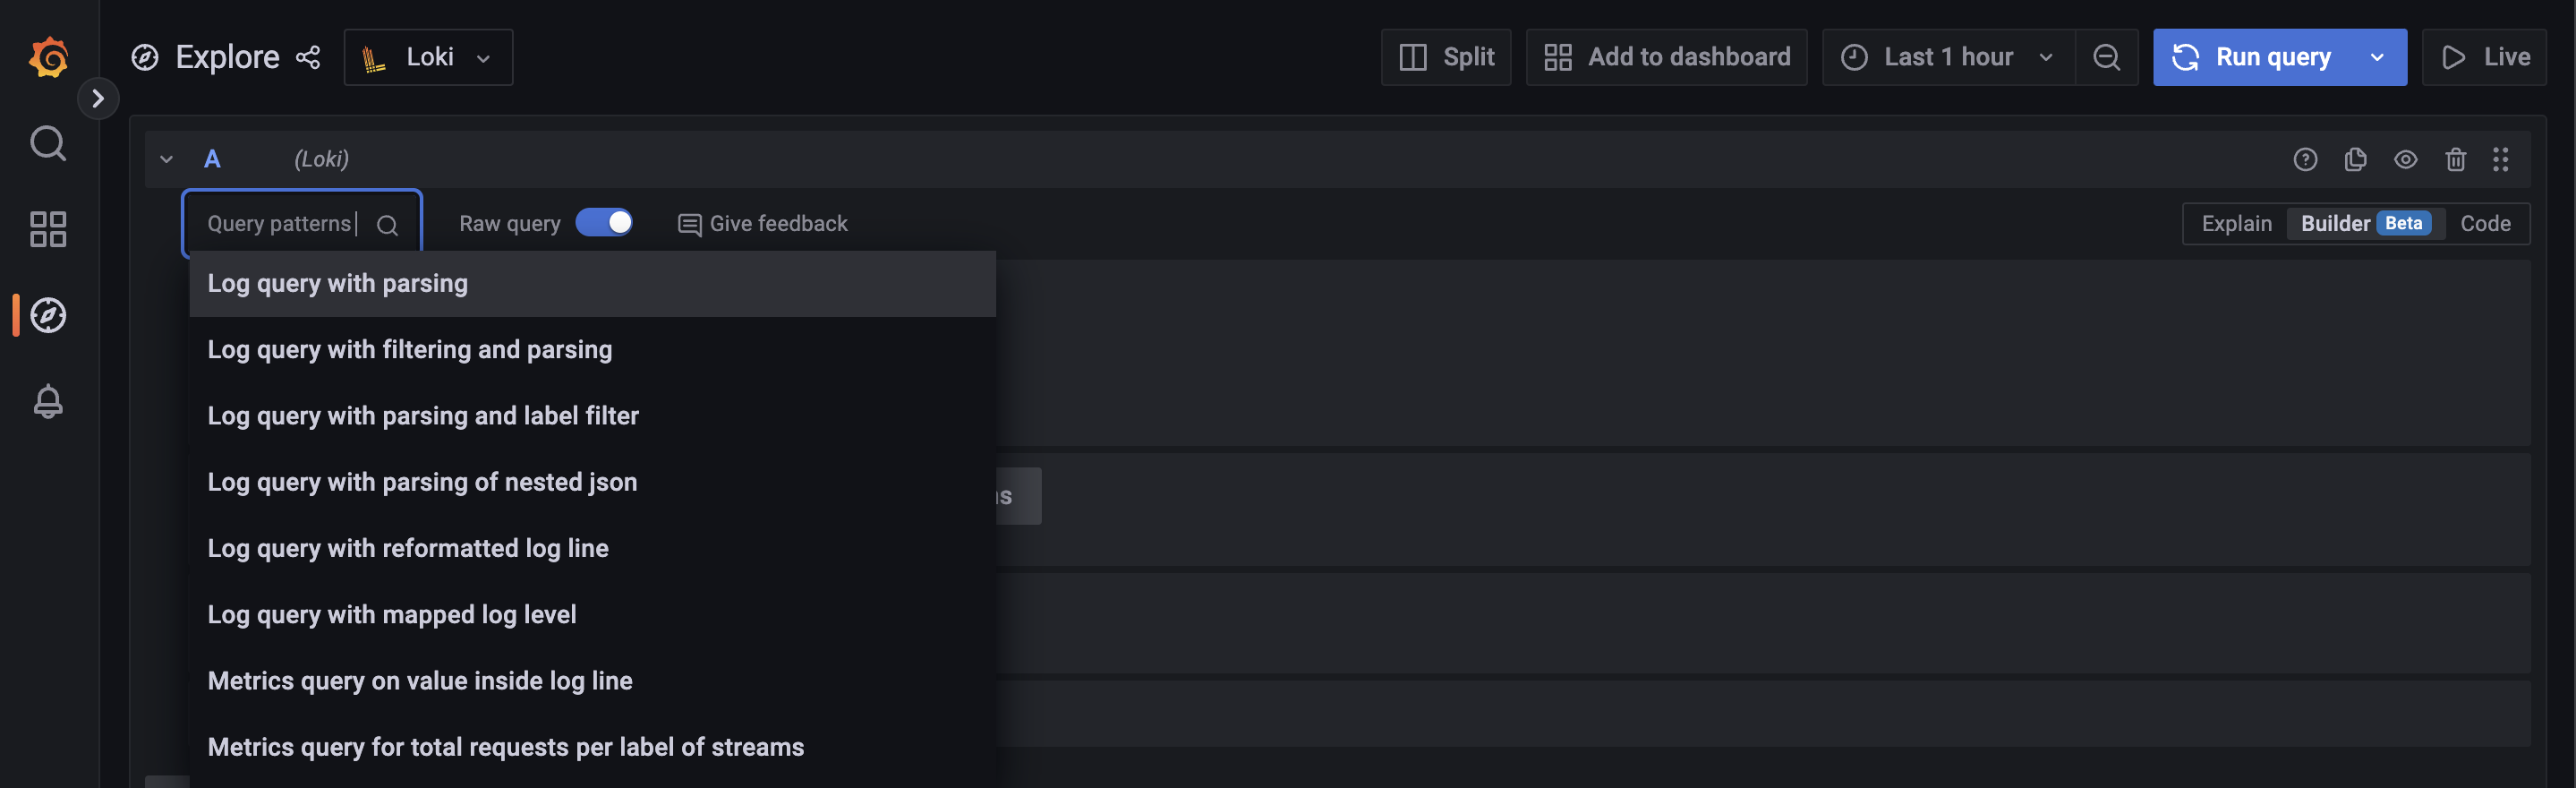 Explore
Loki
Split
Add to dashboard
Last 1 hour
Run query
Live
A (Loki)
Query patterns
Raw query
Give feedback
Explain
Builder Beta
Code
Log query with parsing
Log query with filtering and parsing
Log query with parsing and label filter
Log query with parsing of nested json
Log query with reformatted log line
Log query with mapped log level
Metrics query on value inside log line
Metrics query for total requests per label of streams